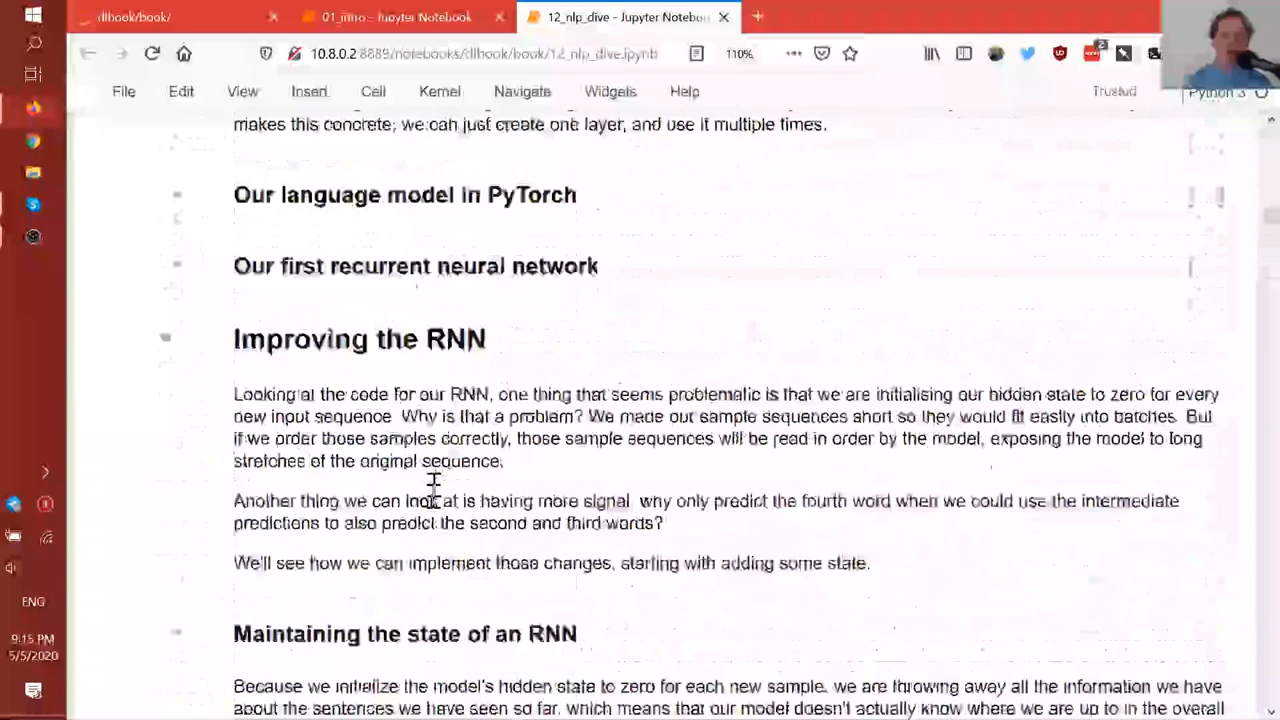 dlbook/book/
01_intro - Jupyter Notebook
12_nlp_dive - Jupyter Notebo
10.8.0.2:8889/notebooks/dlbook/book/12_nlp_dive.ipynb
110%
2
File Edit View Insert Cell Kernel Navigate Widgets Help
Trusted
Python 3
makes this concrete, we can just create one layer, and use it multiple times.
Our language model in PyTorch
Our first recurrent neural network
Improving the RNN
Looking at the code for our RNN, one thing that seems problematic is that we are initialising our hidden state to zero for every
new input sequence. Why is that a problem? We made our sample sequences short so they would fit easily into batches. But
if we order those samples correctly, those sample sequences will be read in order by the model, exposing the model to long
stretches of the original sequence.
Another thing we can look at is having more signal: why only predict the fourth word when we could use the intermediate
predictions to also predict the second and third words?
We'll see how we can implement those changes, starting with adding some state.
Maintaining the state of an RNN
Because we initialize the model's hidden state to zero for each new sample, we are throwing away all the information we have
about the sentences we have seen so far, which means that our model doesn't actually know where we are up to in the overall
ENG
9:15 PM
5/5/2020